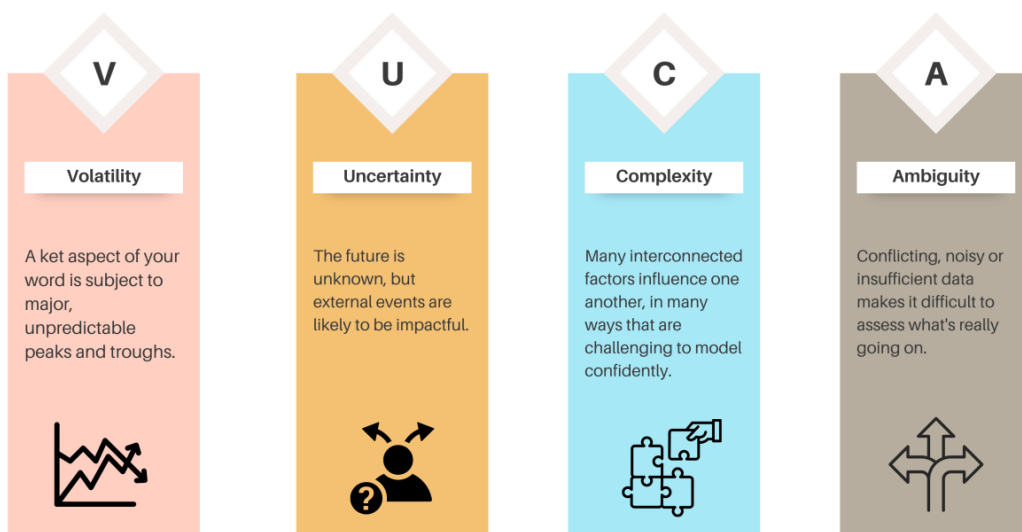 V
Volatility
A ket aspect of your
word is subject to
major,
unpredictable
peaks and troughs.
U
Uncertainty
The future is
unknown, but
external events are
likely to be impactful.
?
C
Complexity
Many interconnected
factors influence one
another, in many
ways that are
challenging to model
confidently.
A
Ambiguity
Conflicting, noisy or
insufficient data
makes it difficult to
assess what's really
going on.